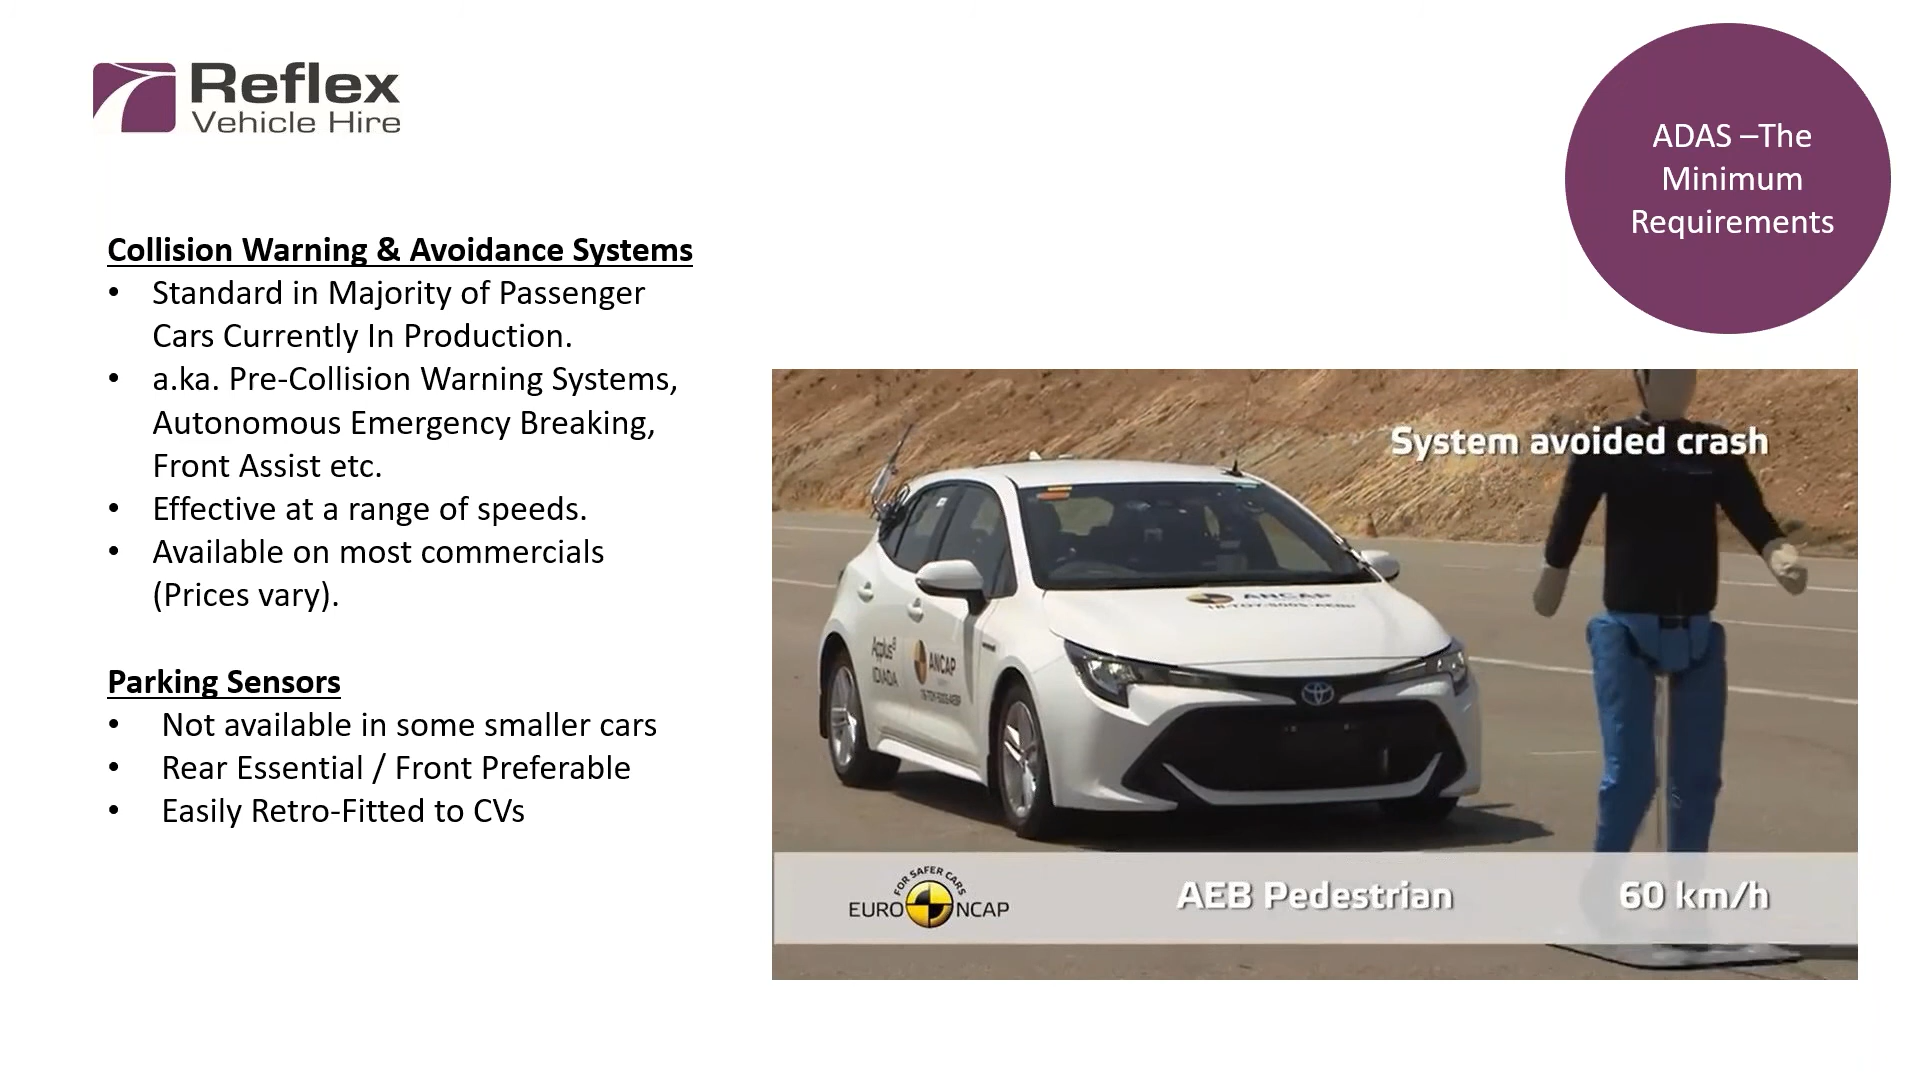 Reflex
Vehicle Hire
ADAS –The
Minimum
Requirements
Collision Warning & Avoidance Systems
• Standard in Majority of Passenger
Cars Currently In Production.
• a.ka. Pre-Collision Warning Systems,
Autonomous Emergency Breaking,
Front Assist etc.
• Effective at a range of speeds.
• Available on most commercials
(Prices vary).
Parking Sensors
• Not available in some smaller cars
• Rear Essential / Front Preferable
• Easily Retro-Fitted to CVs
System avoided crash
ANCAP
Applus
IDIADA
ANCAP
FOR SAFER CARS
EURO NCAP
AEB Pedestrian
60 km/h